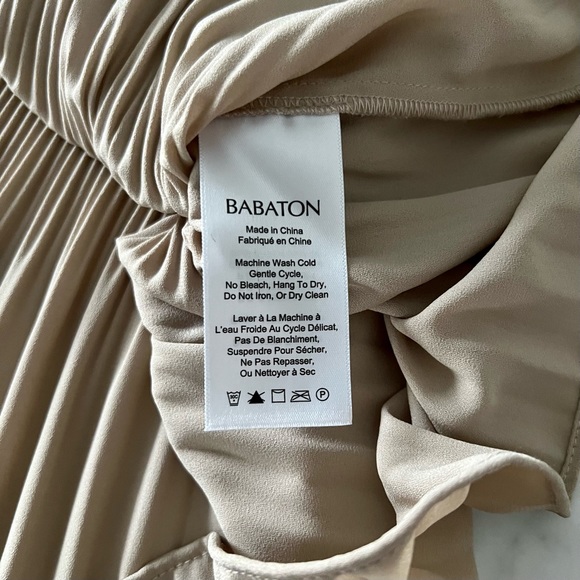 BABATON
Made in China
Fabriqué en Chine
Machine Wash Cold
Gentle Cycle,
No Bleach, Hang To Dry,
Do Not Iron, Or Dry Clean
Laver à La Machine à
L'eau Froide Au Cycle Délicat,
Pas De Blanchiment,
Suspendre Pour Sécher,
Ne Pas Repasser,
Ou Nettoyer à Sec
P